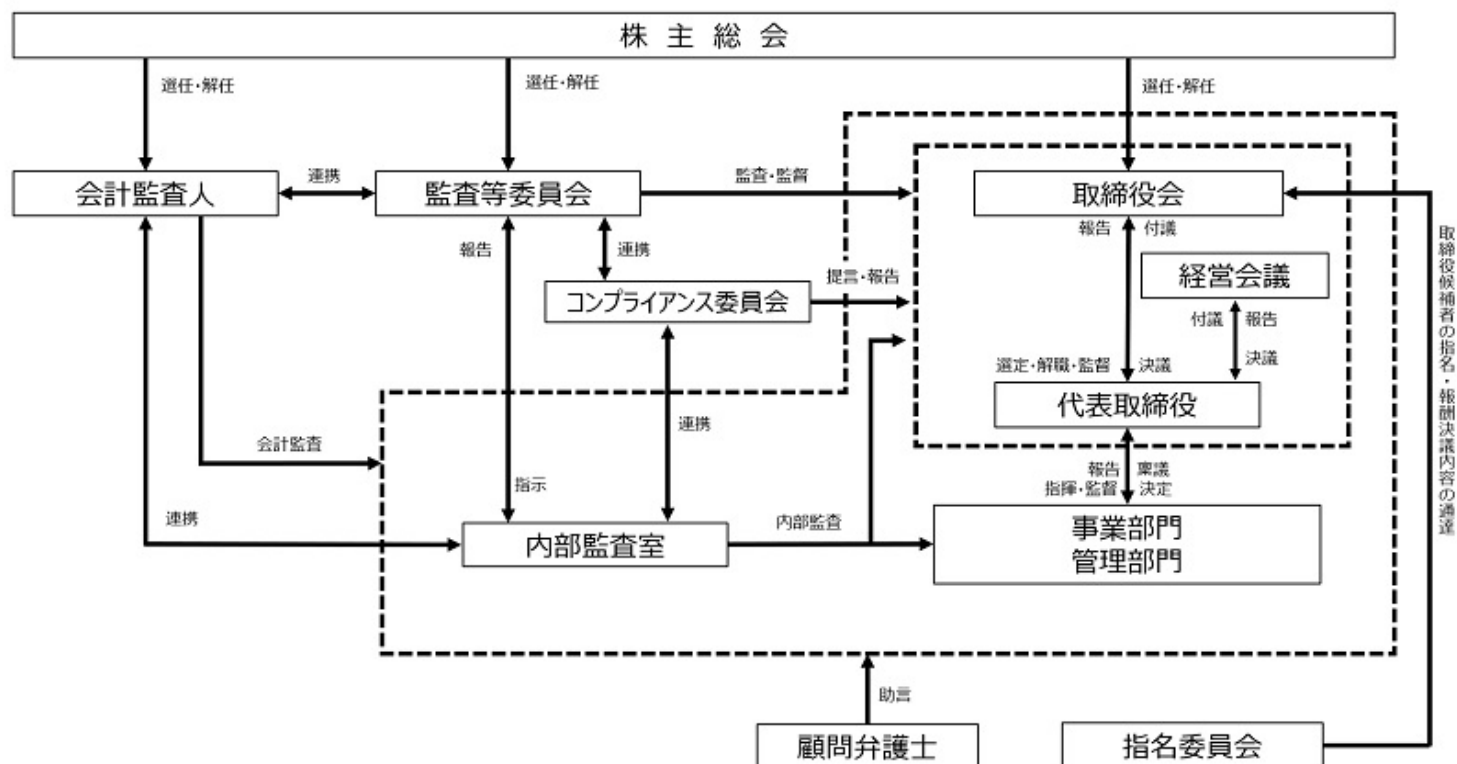 株主総会
選任・解任
選任・解任
選任・解任
会計監査人
連携
監査等委員会
監査・監督
取締役会
報告
連携
報告 付議
コンプライアンス委員会
提言・報告
経営会議
付議 報告
決議
選定・解職・監督 決議
代表取締役
会計監査
連携
報告 稟議
指揮・監督 決定
指示
連携
内部監査室
内部監査
事業部門
管理部門
取締役候補者の指名・報酬決議内容の通達
助言
顧問弁護士
指名委員会